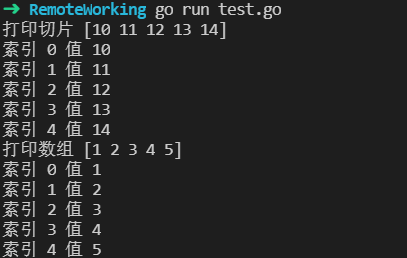 ➜ RemoteWorking go run test.go
打印切片 [10 11 12 13 14]
索引 0 值 10
索引 1 值 11
索引 2 值 12
索引 3 值 13
索引 4 值 14
打印数组 [1 2 3 4 5]
索引 0 值 1
索引 1 值 2
索引 2 值 3
索引 3 值 4
索引 4 值 5